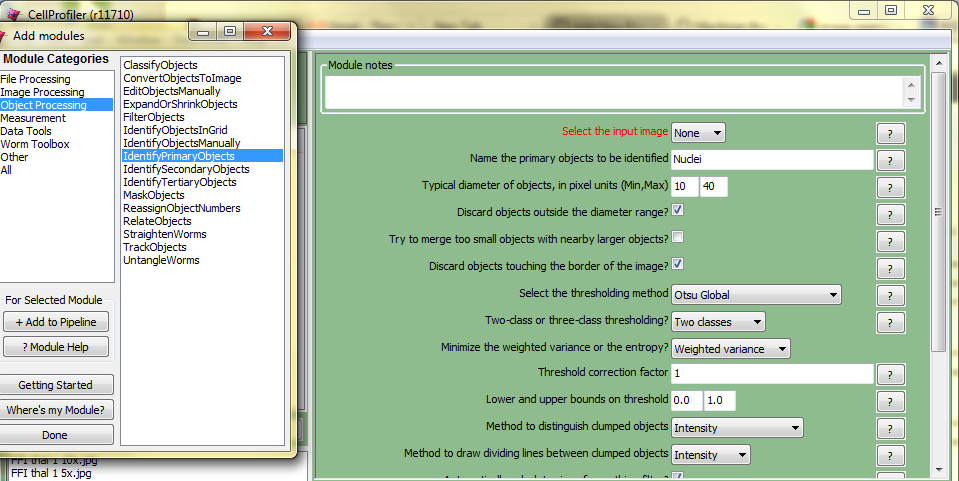 CellProfiler (r11710)
Add modules
Module Categories
File Processing
Image Processing
Object Processing
Measurement
Data Tools
Worm Toolbox
Other
All
ClassifyObjects
ConvertObjectsToImage
EditObjectsManually
ExpandOrShrinkObjects
FilterObjects
IdentifyObjectsInGrid
IdentifyObjectsManually
IdentifyPrimaryObjects
IdentifySecondaryObjects
IdentifyTertiaryObjects
MaskObjects
ReassignObjectNumbers
RelateObjects
StraightenWorms
TrackObjects
UntangleWorms
For Selected Module
+ Add to Pipeline
? Module Help
Getting Started
Where's my Module?
Done
FFI thal 1 10x.jpg
FFI thal 1 5x.jpg
Module notes
Select the input image None ?
Name the primary objects to be identified Nuclei ?
Typical diameter of objects, in pixel units (Min,Max) 10 40 ?
Discard objects outside the diameter range? ?
Try to merge too small objects with nearby larger objects? ?
Discard objects touching the border of the image? ?
Select the thresholding method Otsu Global ?
Two-class or three-class thresholding? Two classes ?
Minimize the weighted variance or the entropy? Weighted variance
Threshold correction factor 1 ?
Lower and upper bounds on threshold 0.0 1.0 ?
Method to distinguish clumped objects Intensity ?
Method to draw dividing lines between clumped objects Intensity ?